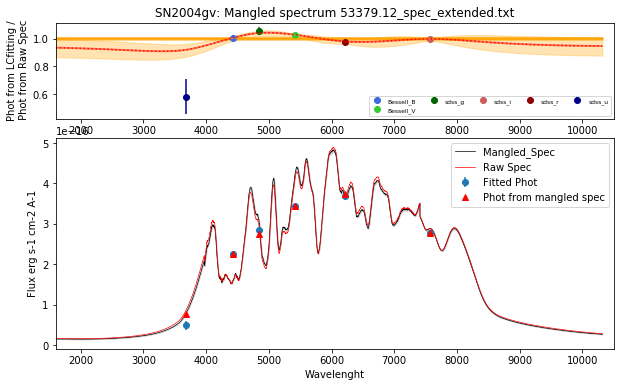 SN2004gv: Mangled spectrum 53379.12_spec_extended.txt
Phot from LCfitting /
Phot from Raw Spec
1.0
0.8
0.6
Bessell_B
Bessell_V
sdss_g
sdss_i
sdss_r
sdss_u
2000 3000 4000 5000 6000 7000 8000 9000 10000
1e−16
Flux erg s-1 cm-2 A-1
5
4
3
2
1
0
Mangled_Spec
Raw Spec
Fitted Phot
Phot from mangled spec
2000 3000 4000 5000 6000 7000 8000 9000 10000
Wavelenght